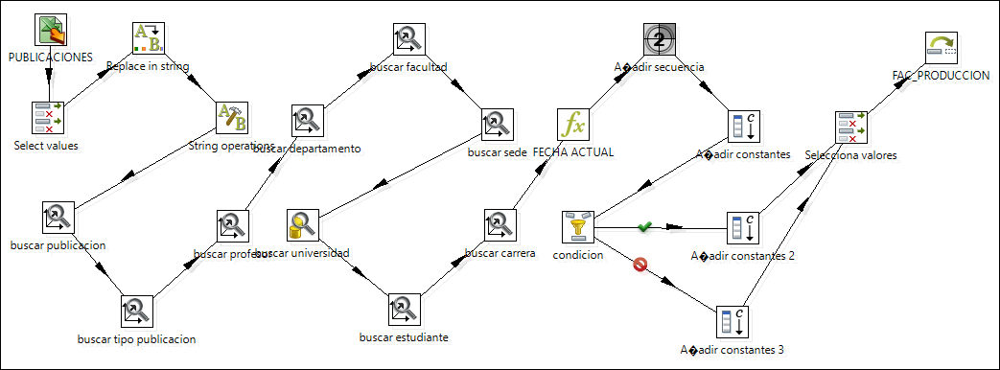 PUBLICACIONES
Select values
Replace in string
String operations
buscar publicacion
buscar tipo publicacion
buscar profesor
buscar departamento
buscar facultad
buscar sede
buscar universidad
buscar estudiante
buscar carrera
FECHA ACTUAL
2
A�adir secuencia
A�adir constantes
condicion
A�adir constantes 2
A�adir constantes 3
Selecciona valores
FAC_PRODUCCION